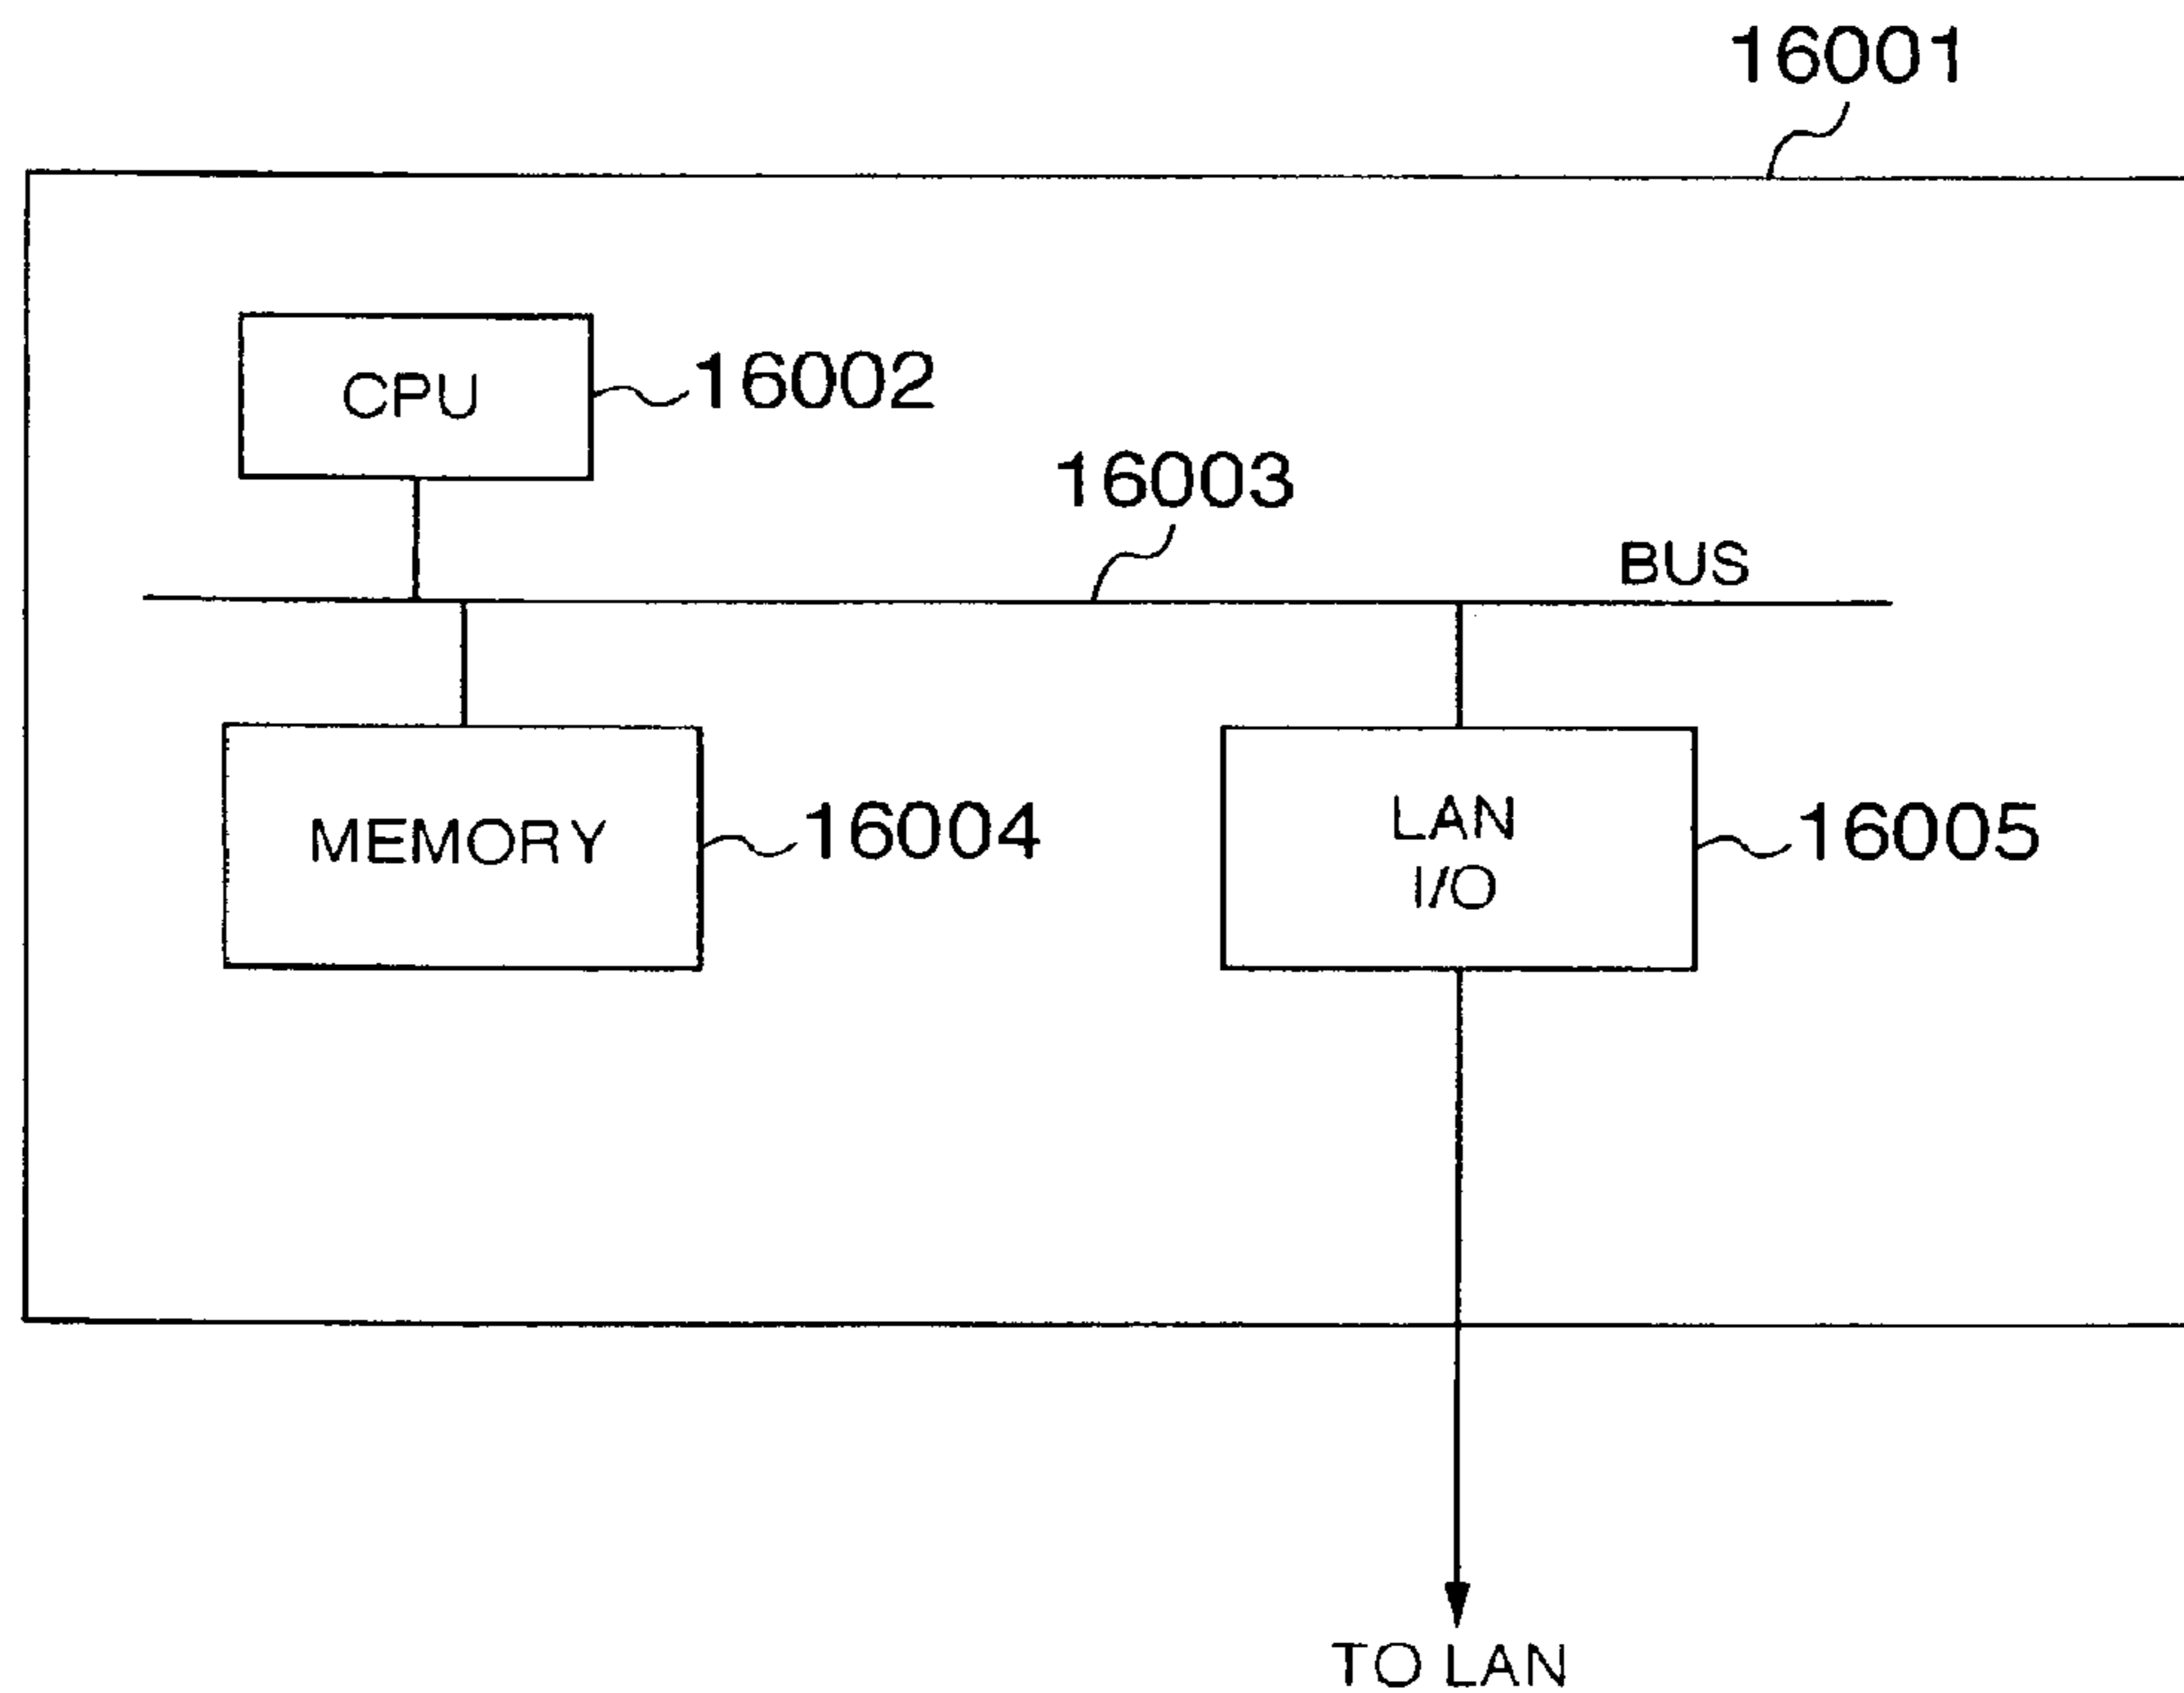 16001
CPU
16002
16003
BUS
MEMORY
16004
LAN
I/O
16005
TO LAN